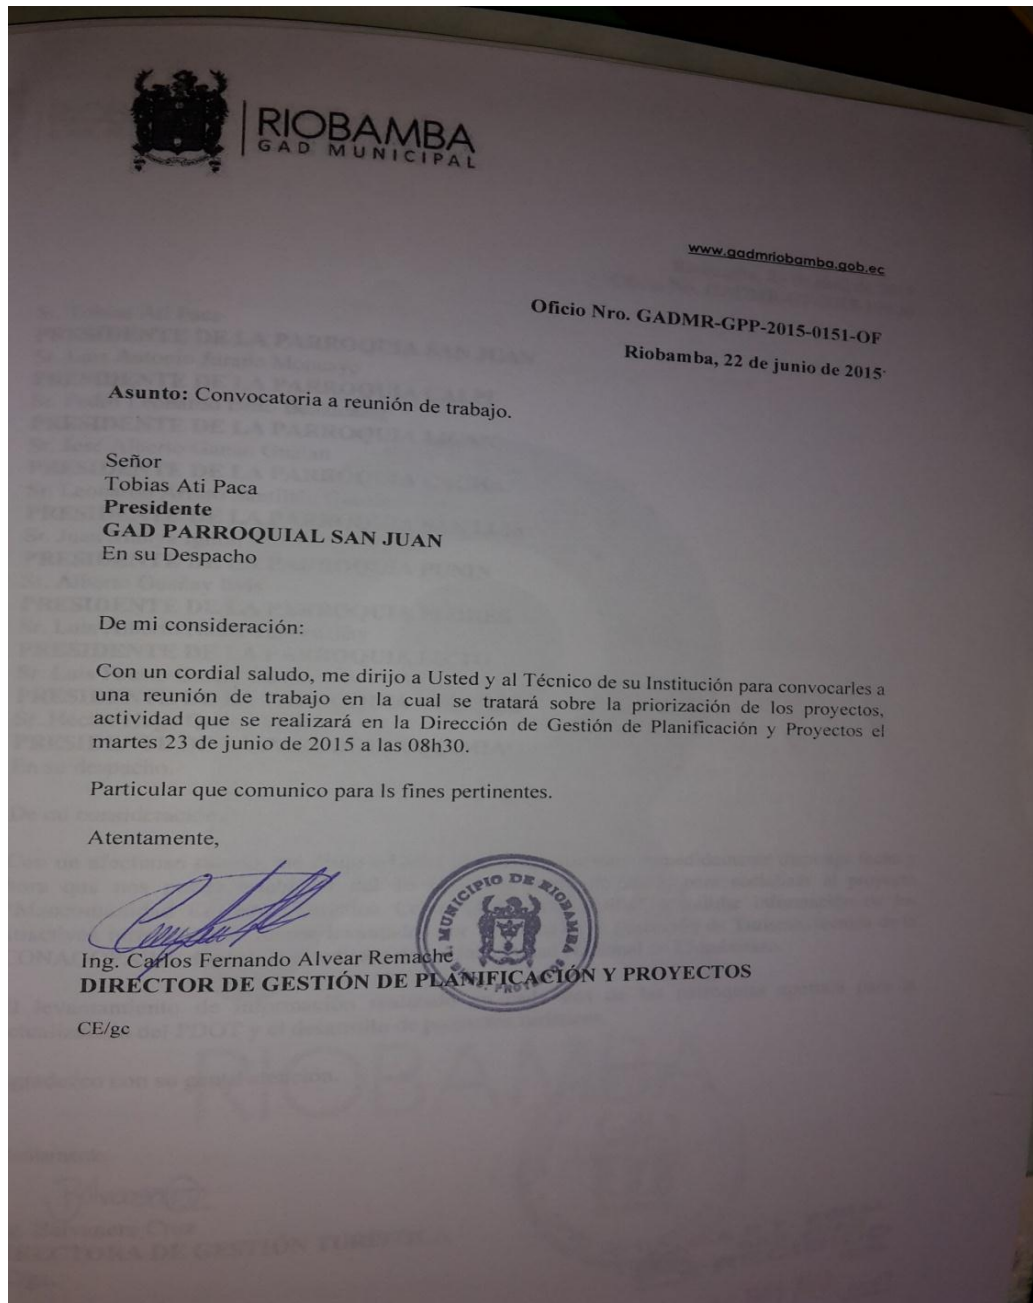 RIOBAMBA
GAD MUNICIPAL
www.gadmriobamba.gob.ec
Oficio Nro. GADMR-GPP-2015-0151-OF
Riobamba, 22 de junio de 2015
Asunto: Convocatoria a reunión de trabajo.
Señor
Tobias Ati Paca
Presidente
GAD PARROQUIAL SAN JUAN
En su Despacho
De mi consideración:
Con un cordial saludo, me dirijo a Usted y al Técnico de su Institución para convocarles a
una reunión de trabajo en la cual se tratará sobre la priorización de los proyectos,
actividad que se realizará en la Dirección de Gestión de Planificación y Proyectos el
martes 23 de junio de 2015 a las 08h30.
Particular que comunico para ls fines pertinentes.
Atentamente,
MUNICIPIO DE RIOBAMBA
Ing. Carlos Fernando Alvear Remache
DIRECTOR DE GESTIÓN DE PLANIFICACIÓN Y PROYECTOS
CE/gc